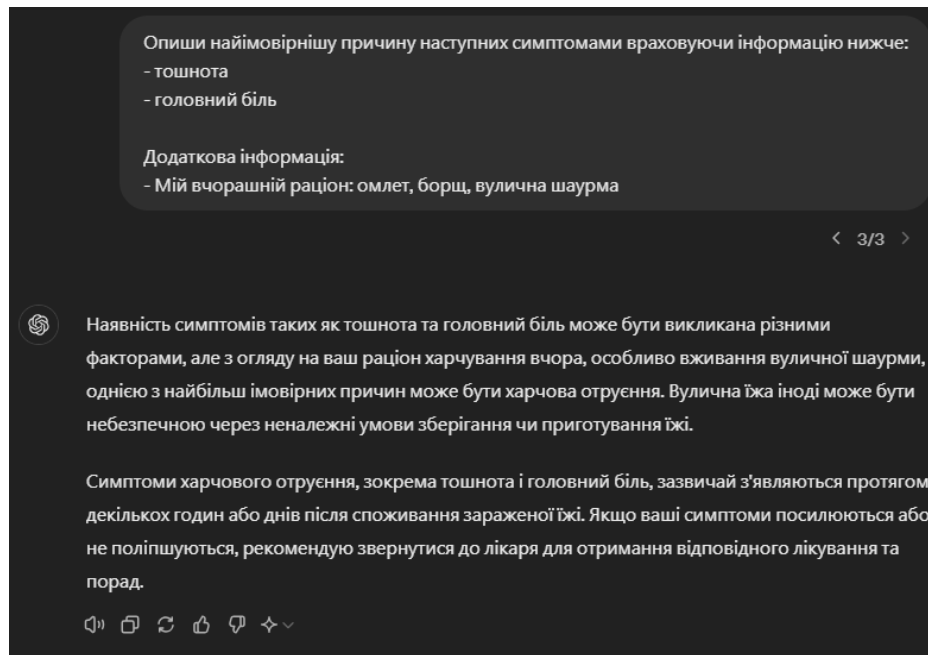 Опиши найімовірнішу причину наступних симптомами враховуючи інформацію нижче:
- тошнота
- головний біль
Додаткова інформація:
- Мій вчорашній раціон: омлет, борщ, вулична шаурма
3/3
Наявність симптомів таких як тошнота та головний біль може бути викликана різними
факторами, але з огляду на ваш раціон харчування вчора, особливо вживання вуличної шаурми,
однією з найбільш імовірних причин може бути харчова отруєння. Вулична їжа іноді може бути
небезпечною через неналежні умови зберігання чи приготування їжі.
Симптоми харчового отруєння, зокрема тошнота і головний біль, зазвичай з'являються протягом
декількох годин або днів після споживання зараженої їжі. Якщо ваші симптоми посилюються або
не поліпшуються, рекомендую звернутися до лікаря для отримання відповідного лікування та
порад.